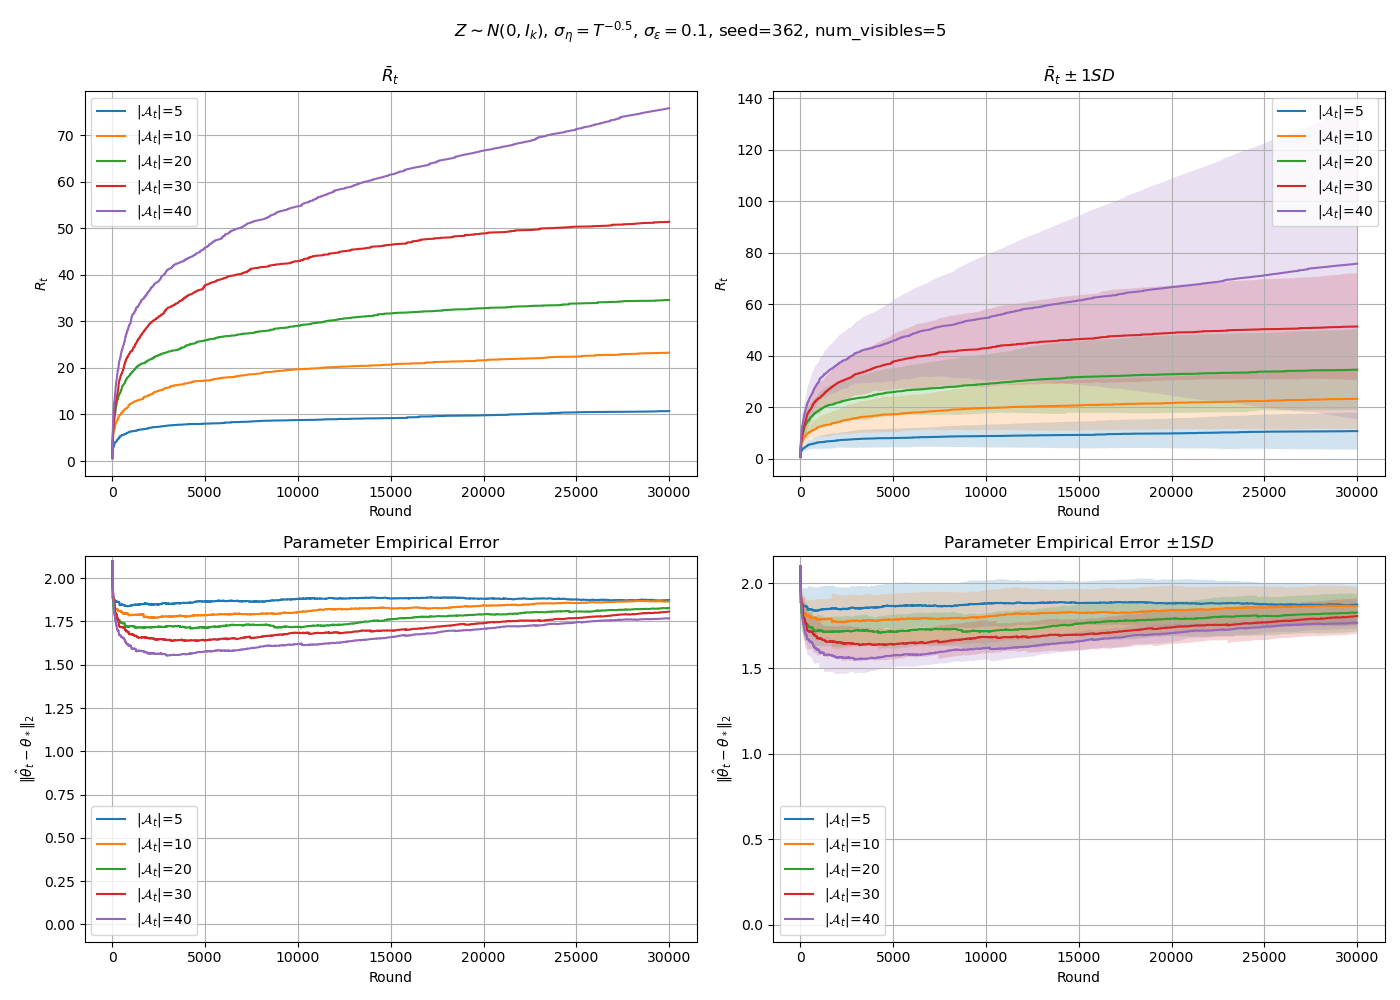 Z ∼ N(0, I_k), σ_η = T^{−0.5}, σ_ε = 0.1, seed=362, num_visibles=5
R̄_t
R_t
70
60
50
40
30
20
10
0
|𝒜_t|=5
|𝒜_t|=10
|𝒜_t|=20
|𝒜_t|=30
|𝒜_t|=40
0 5000 10000 15000 20000 25000 30000
Round
R̄_t ± 1SD
R_t
140
120
100
80
60
40
20
0
|𝒜_t|=5
|𝒜_t|=10
|𝒜_t|=20
|𝒜_t|=30
|𝒜_t|=40
0 5000 10000 15000 20000 25000 30000
Round
Parameter Empirical Error
‖θ̂_t − θ_*‖_2
2.00
1.75
1.50
1.25
1.00
0.75
0.50
0.25
0.00
|𝒜_t|=5
|𝒜_t|=10
|𝒜_t|=20
|𝒜_t|=30
|𝒜_t|=40
0 5000 10000 15000 20000 25000 30000
Round
Parameter Empirical Error ±1SD
‖θ̂_t − θ_*‖_2
2.0
1.5
1.0
0.5
0.0
|𝒜_t|=5
|𝒜_t|=10
|𝒜_t|=20
|𝒜_t|=30
|𝒜_t|=40
0 5000 10000 15000 20000 25000 30000
Round